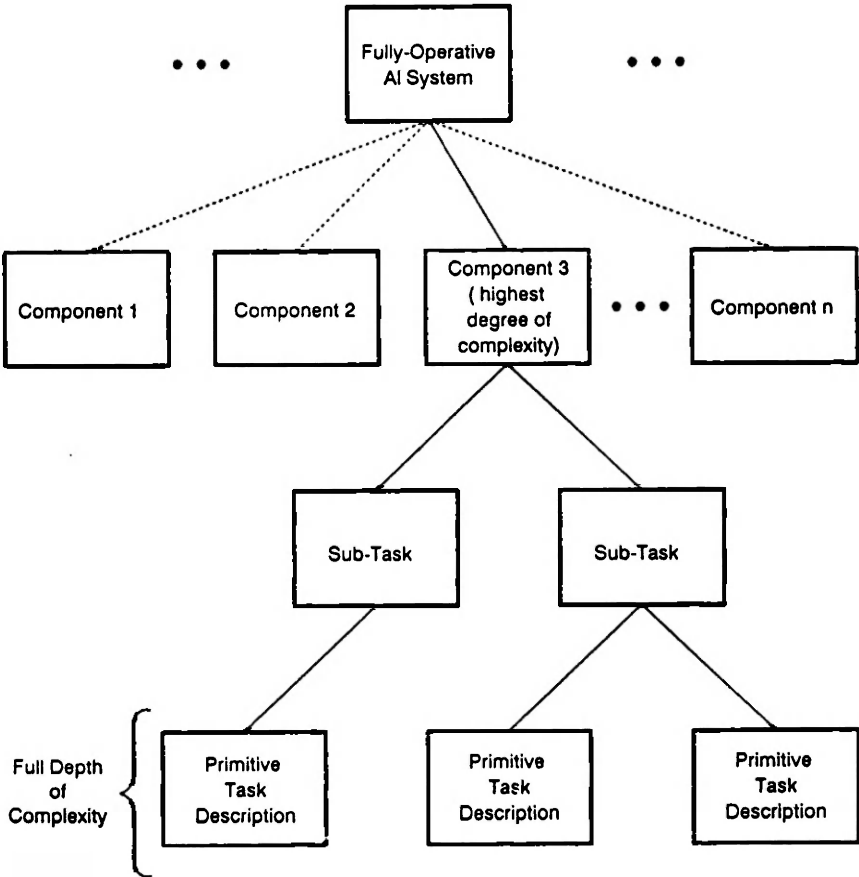 Fully-Operative
AI System
Component 1
Component 2
Component 3
( highest
degree of
complexity)
Component n
Sub-Task
Sub-Task
Full Depth
of
Complexity
Primitive
Task
Description
Primitive
Task
Description
Primitive
Task
Description